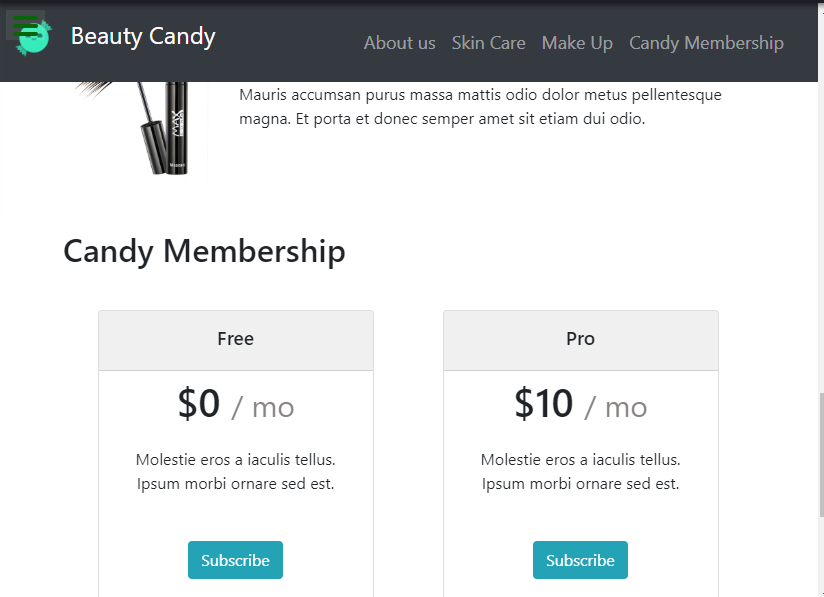 Beauty Candy
About us Skin Care Make Up Candy Membership
Mauris accumsan purus massa mattis odio dolor metus pellentesque
magna. Et porta et donec semper amet sit etiam dui odio.
MAX
Candy Membership
Free
$0 / mo
Molestie eros a iaculis tellus.
Ipsum morbi ornare sed est.
Subscribe
Pro
$10 / mo
Molestie eros a iaculis tellus.
Ipsum morbi ornare sed est.
Subscribe